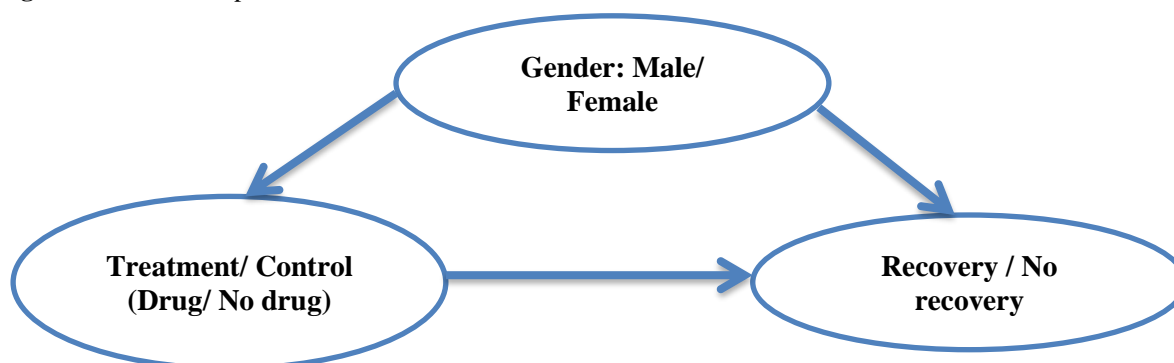 Gender: Male/
Female
Treatment/ Control
(Drug/ No drug)
Recovery / No
recovery